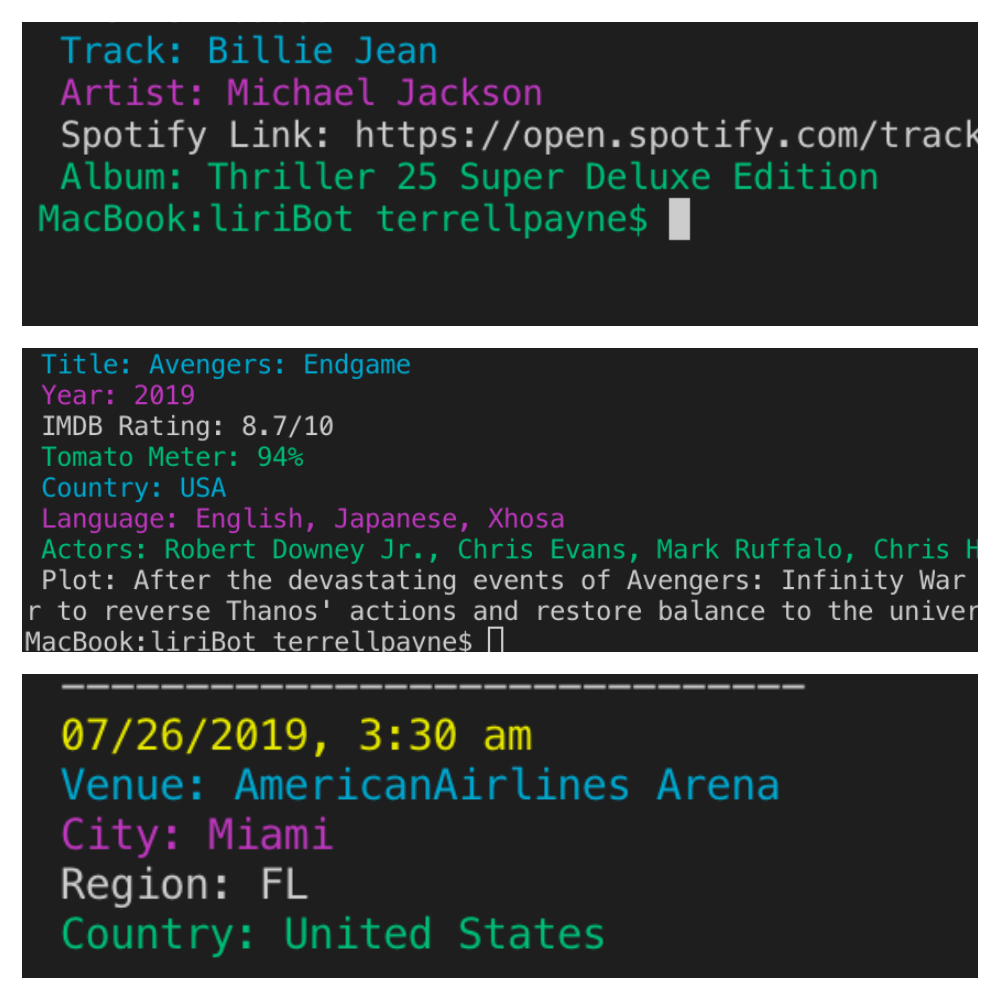 Track: Billie Jean
Artist: Michael Jackson
Spotify Link: https://open.spotify.com/track
Album: Thriller 25 Super Deluxe Edition
MacBook:liriBot terrellpayne$
Title: Avengers: Endgame
Year: 2019
IMDB Rating: 8.7/10
Tomato Meter: 94%
Country: USA
Language: English, Japanese, Xhosa
Actors: Robert Downey Jr., Chris Evans, Mark Ruffalo, Chris H
Plot: After the devastating events of Avengers: Infinity War
r to reverse Thanos' actions and restore balance to the univer
MacBook:liriBot terrellpayne$
------------------------------
07/26/2019, 3:30 am
Venue: AmericanAirlines Arena
City: Miami
Region: FL
Country: United States